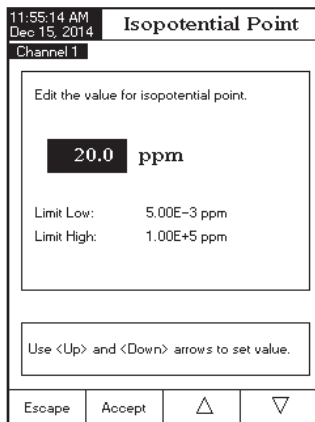 11:55:14 AM
Dec 15, 2014
Isopotential Point
Channel 1
Edit the value for isopotential point.
20.0 ppm
Limit Low: 5.00E-3 ppm
Limit High: 1.00E+5 ppm
Use <Up> and <Down> arrows to set value.
Escape Accept △ ▽